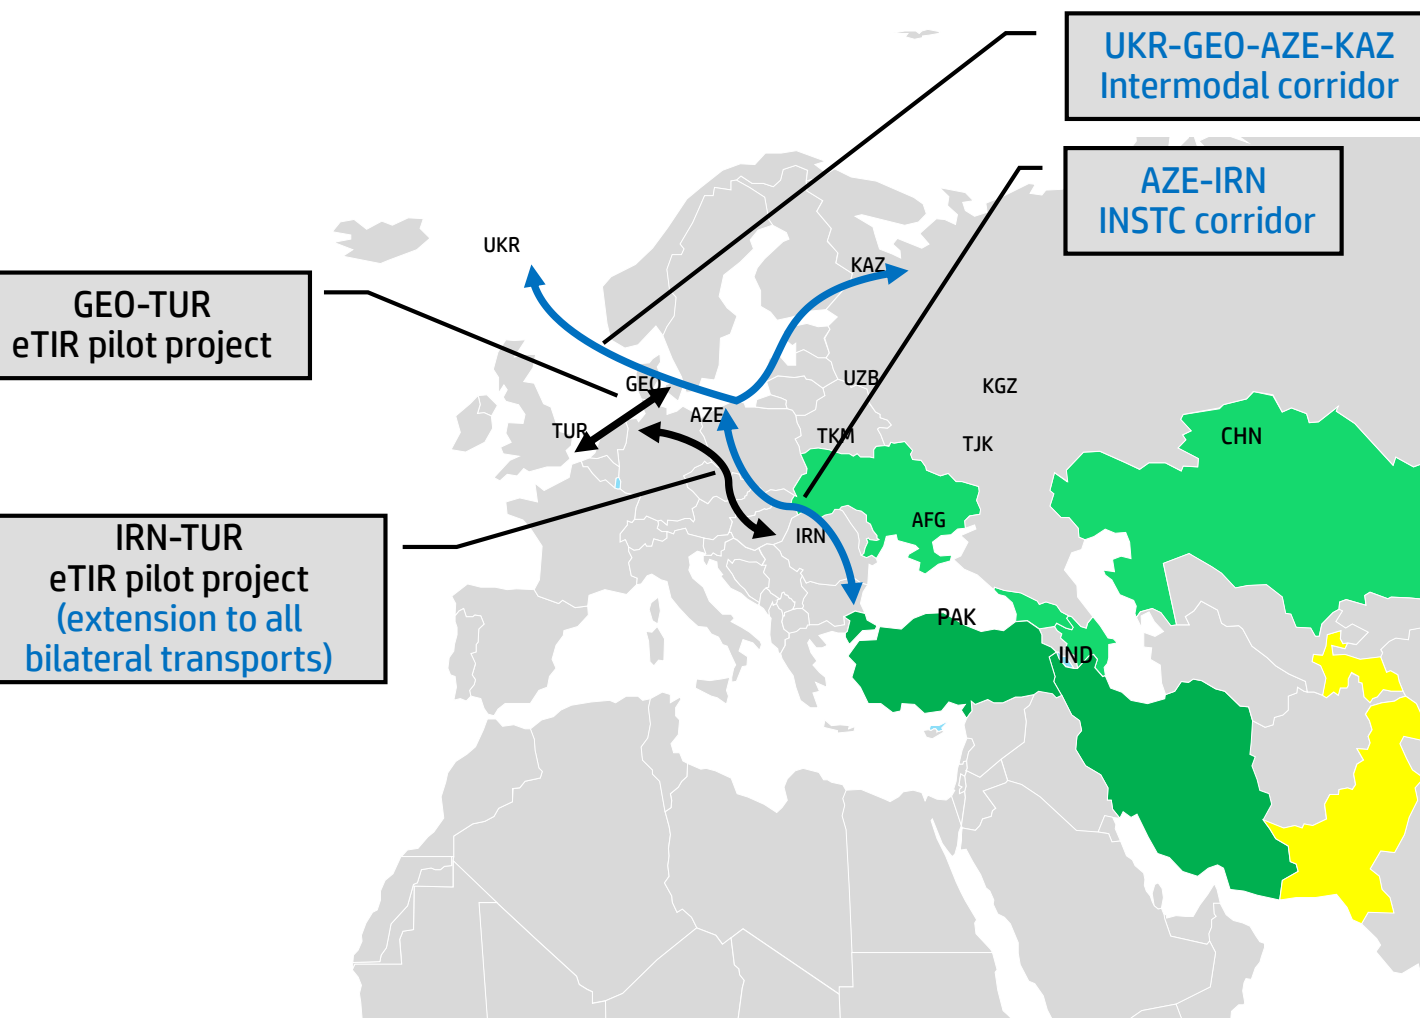 UKR-GEO-AZE-KAZ
Intermodal corridor
AZE-IRN
INSTC corridor
UKR
KAZ
GEO-TUR
eTIR pilot project
GEO
UZB
KGZ
AZE
TUR
TKM
TJK
CHN
IRN-TUR
eTIR pilot project
(extension to all
bilateral transports)
AFG
IRN
PAK
IND